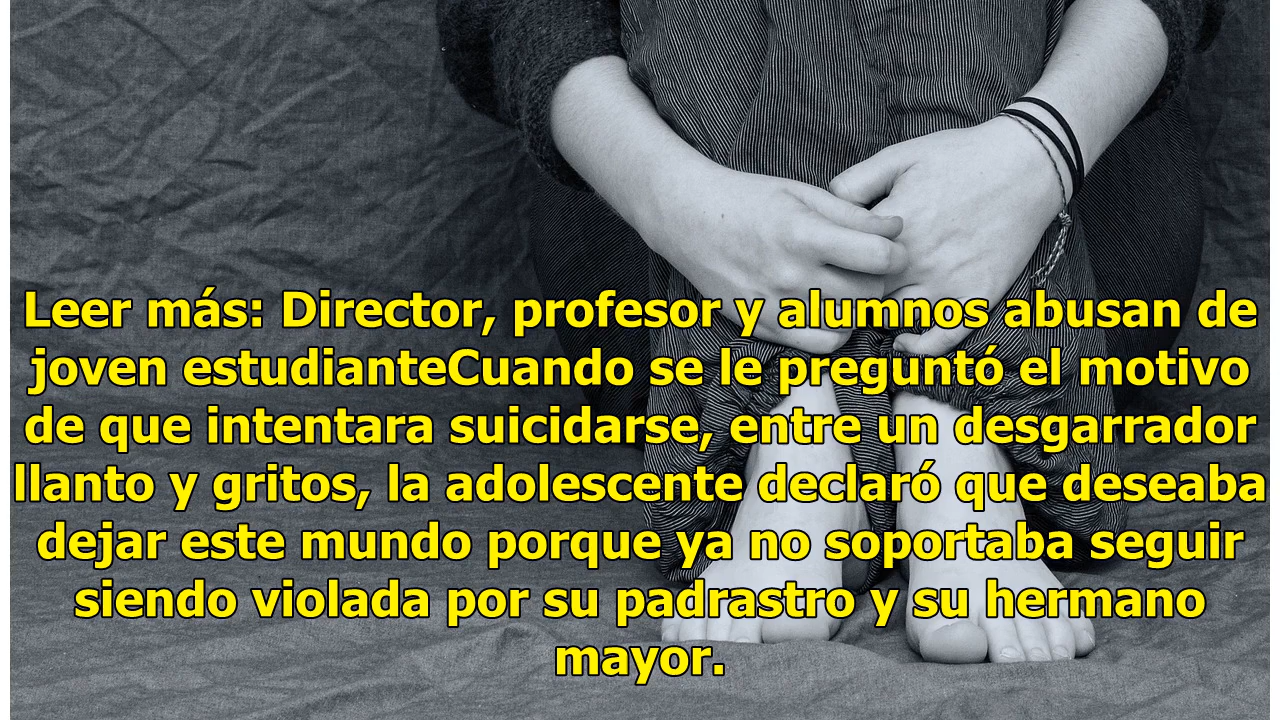 Leer más: Director, profesor y alumnos abusan de
joven estudianteCuando se le preguntó el motivo
de que intentara suicidarse, entre un desgarrador
llanto y gritos, la adolescente declaró que deseaba
dejar este mundo porque ya no soportaba seguir
siendo violada por su padrastro y su hermano
mayor.